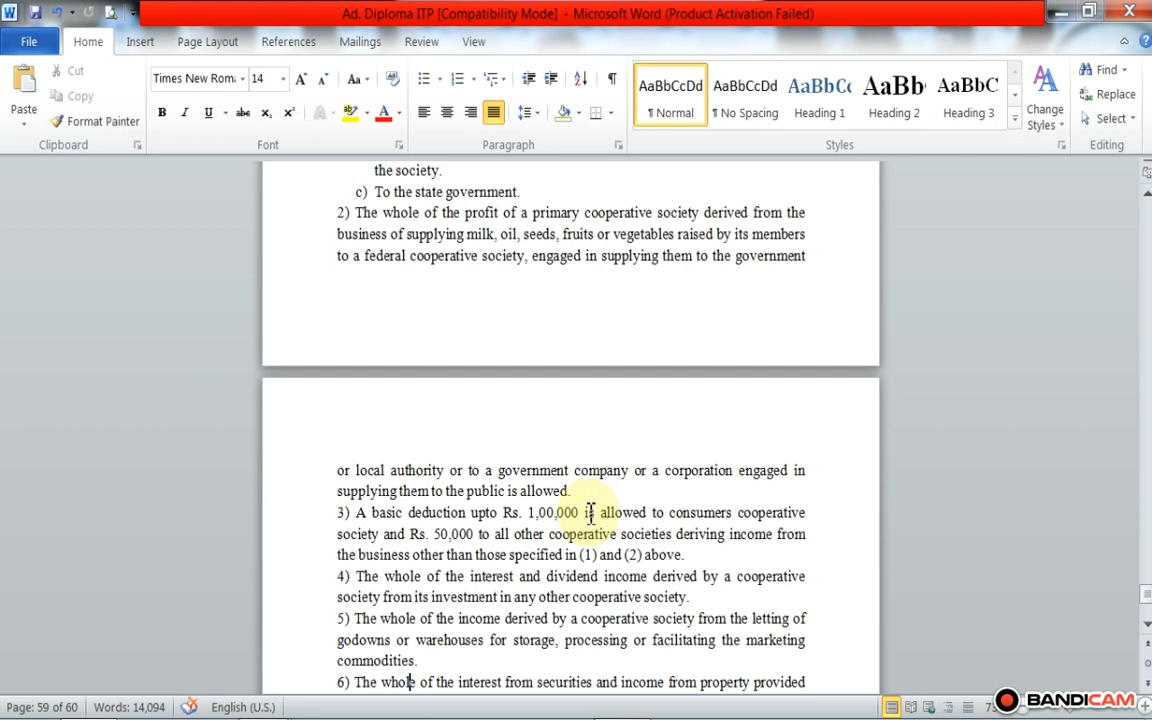 Ad. Diploma ITP [Compatibility Mode] - Microsoft Word (Product Activation Failed)
File Home Insert Page Layout References Mailings Review View
Paste
Cut
Copy
Format Painter
Clipboard
Times New Rom 14
Font
Paragraph
AaBbCcDd
¶ Normal
AaBbCcDd
¶ No Spacing
AaBbCc
Heading 1
AaBb
Heading 2
AaBbC
Heading 3
Change Styles
Styles
Find
Replace
Select
Editing
the society.
c) To the state government.
2) The whole of the profit of a primary cooperative society derived from the
business of supplying milk, oil, seeds, fruits or vegetables raised by its members
to a federal cooperative society, engaged in supplying them to the government
or local authority or to a government company or a corporation engaged in
supplying them to the public is allowed.
3) A basic deduction upto Rs. 1,00,000 is allowed to consumers cooperative
society and Rs. 50,000 to all other cooperative societies deriving income from
the business other than those specified in (1) and (2) above.
4) The whole of the interest and dividend income derived by a cooperative
society from its investment in any other cooperative society.
5) The whole of the income derived by a cooperative society from the letting of
godowns or warehouses for storage, processing or facilitating the marketing
commodities.
6) The whole of the interest from securities and income from property provided
Page: 59 of 60 Words: 14,094 English (U.S.)
BANDICAM